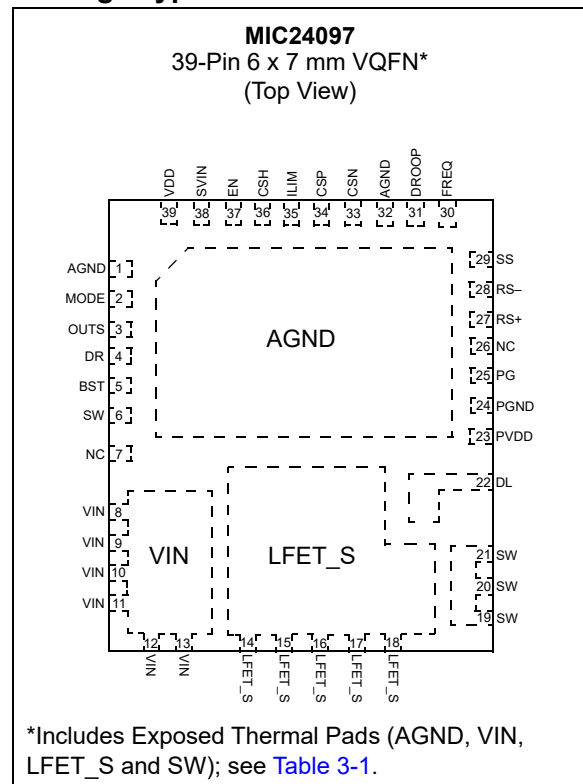 MIC24097
39-Pin 6 x 7 mm VQFN*
(Top View)
VDD
SVIN
EN
CSH
ILIM
CSP
CSN
AGND
DROOP
FREQ
39
38
37
36
35
34
33
32
31
30
AGND 1
MODE 2
OUTS 3
DR 4
BST 5
SW 6
NC 7
VIN 8
VIN 9
VIN 10
VIN 11
AGND
VIN
LFET_S
29 SS
28 RS–
27 RS+
26 NC
25 PG
24 PGND
23 PVDD
22 DL
21 SW
20 SW
19 SW
12
13
14
15
16
17
18
VIN
VIN
LFET_S
LFET_S
LFET_S
LFET_S
LFET_S
*Includes Exposed Thermal Pads (AGND, VIN,
LFET_S and SW); see Table 3-1.